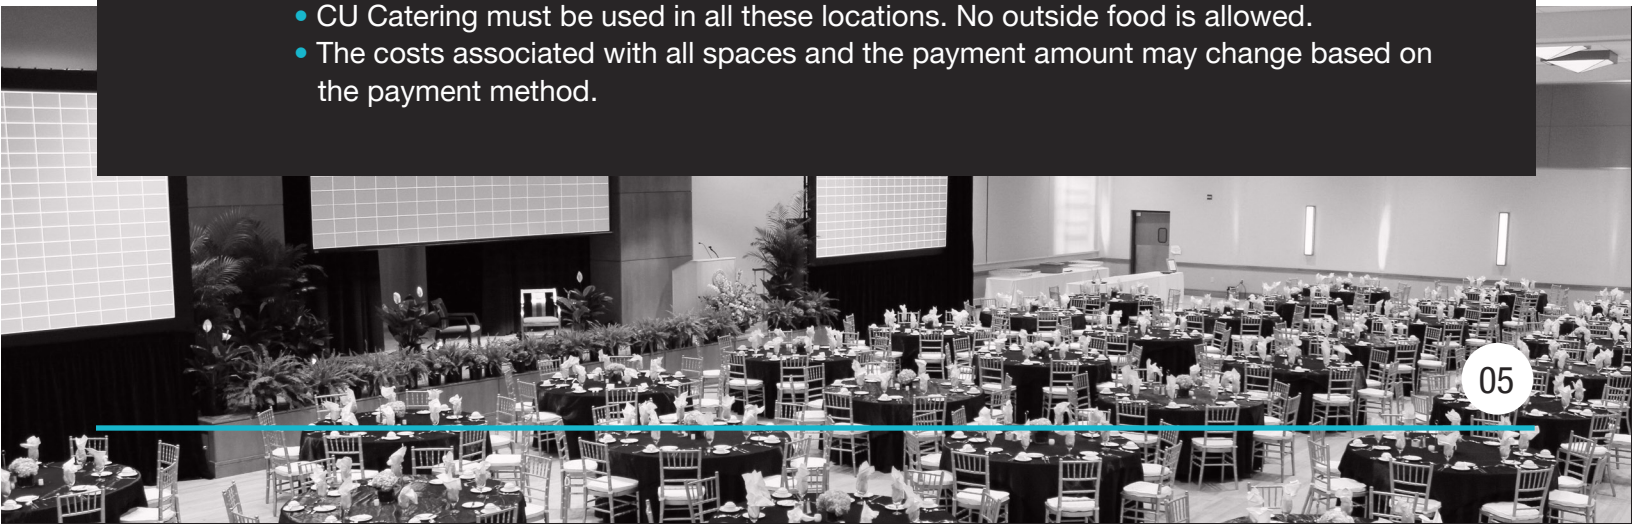 • CU Catering must be used in all these locations. No outside food is allowed.
• The costs associated with all spaces and the payment amount may change based on
the payment method.
05